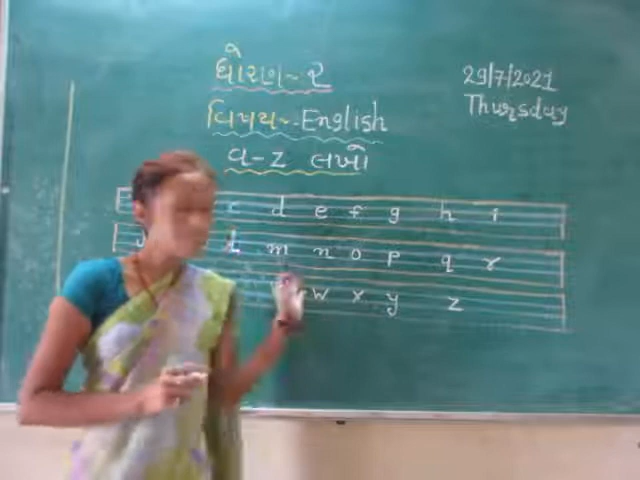 ધોરણ - ૨
29/7/2021
Thursday
વિષય - English
a - z લખો
c d e f g h i
L m n o p q r
w x y z